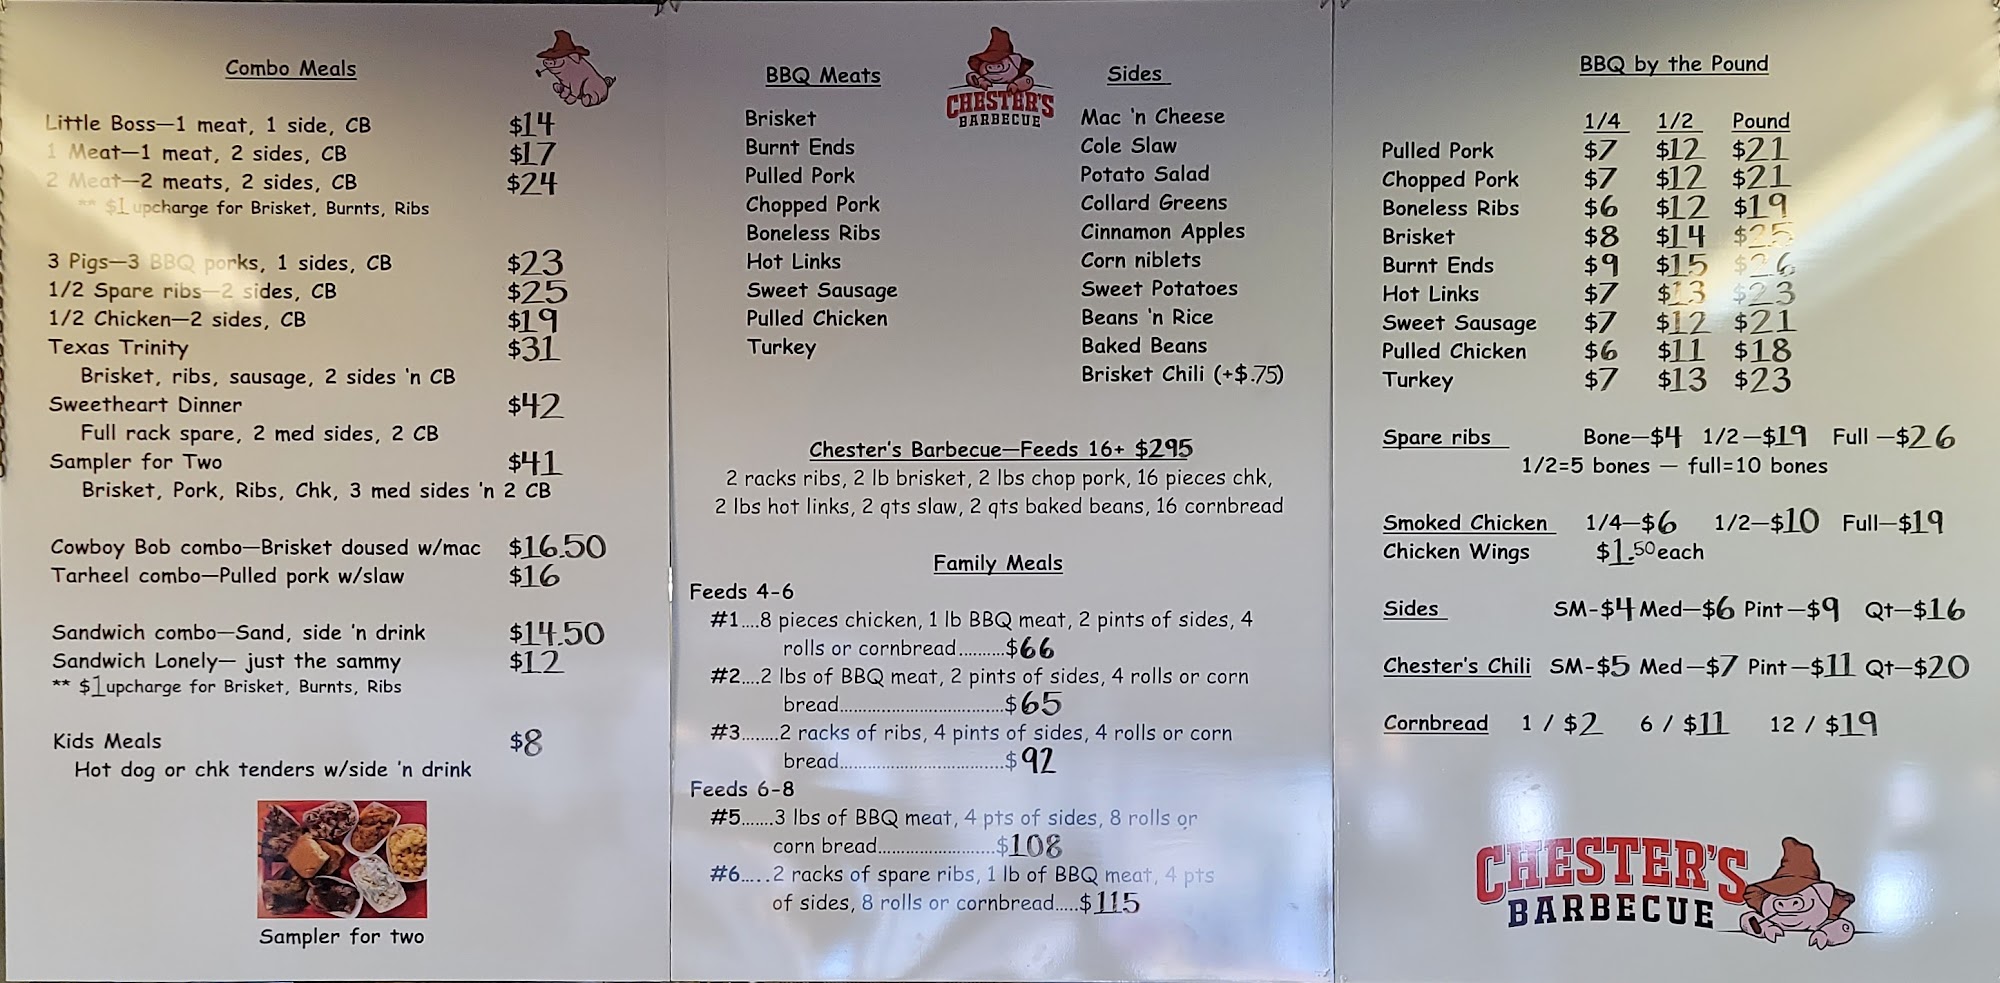 Combo Meals
Little Boss—1 meat, 1 side, CB $14
1 Meat—1 meat, 2 sides, CB $17
2 Meat—2 meats, 2 sides, CB $24
** $1 upcharge for Brisket, Burnts, Ribs
3 Pigs—3 BBQ porks, 1 sides, CB $23
1/2 Spare ribs—2 sides, CB $25
1/2 Chicken—2 sides, CB $19
Texas Trinity $31
Brisket, ribs, sausage, 2 sides 'n CB
Sweetheart Dinner $42
Full rack spare, 2 med sides, 2 CB
Sampler for Two $41
Brisket, Pork, Ribs, Chk, 3 med sides 'n 2 CB
Cowboy Bob combo—Brisket doused w/mac $16.50
Tarheel combo—Pulled pork w/slaw $16
Sandwich combo—Sand, side 'n drink $14.50
Sandwich Lonely— just the sammy $12
** $1 upcharge for Brisket, Burnts, Ribs
Kids Meals $8
Hot dog or chk tenders w/side 'n drink
Sampler for two
BBQ Meats
Brisket
Burnt Ends
Pulled Pork
Chopped Pork
Boneless Ribs
Hot Links
Sweet Sausage
Pulled Chicken
Turkey
CHESTER'S
BARBECUE
Sides
Mac 'n Cheese
Cole Slaw
Potato Salad
Collard Greens
Cinnamon Apples
Corn niblets
Sweet Potatoes
Beans 'n Rice
Baked Beans
Brisket Chili (+$.75)
Chester's Barbecue—Feeds 16+ $295
2 racks ribs, 2 lb brisket, 2 lbs chop pork, 16 pieces chk,
2 lbs hot links, 2 qts slaw, 2 qts baked beans, 16 cornbread
Family Meals
Feeds 4-6
#1....8 pieces chicken, 1 lb BBQ meat, 2 pints of sides, 4
rolls or cornbread..........$66
#2....2 lbs of BBQ meat, 2 pints of sides, 4 rolls or corn
bread...................................$65
#3........2 racks of ribs, 4 pints of sides, 4 rolls or corn
bread...................................$92
Feeds 6-8
#5.......3 lbs of BBQ meat, 4 pts of sides, 8 rolls or
corn bread.........................$108
#6.....2 racks of spare ribs, 1 lb of BBQ meat, 4 pts
of sides, 8 rolls or cornbread.....$115
BBQ by the Pound
1/4 1/2 Pound
Pulled Pork $7 $12 $21
Chopped Pork $7 $12 $21
Boneless Ribs $6 $12 $19
Brisket $8 $14 $25
Burnt Ends $9 $15 $26
Hot Links $7 $13 $23
Sweet Sausage $7 $12 $21
Pulled Chicken $6 $11 $18
Turkey $7 $13 $23
Spare ribs Bone—$4 1/2—$19 Full—$26
1/2=5 bones — full=10 bones
Smoked Chicken 1/4—$6 1/2—$10 Full—$19
Chicken Wings $1.50 each
Sides SM-$4 Med—$6 Pint—$9 Qt—$16
Chester's Chili SM-$5 Med—$7 Pint—$11 Qt—$20
Cornbread 1 / $2 6 / $11 12 / $19
CHESTER'S
BARBECUE